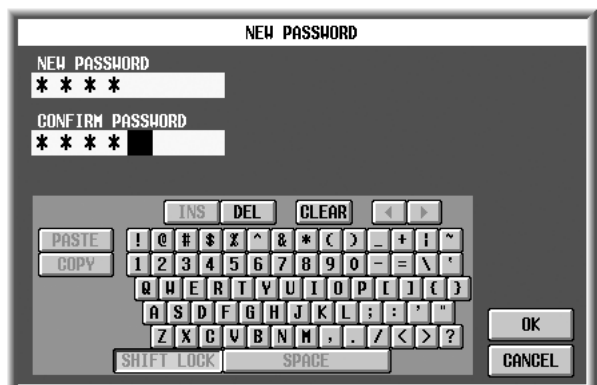 NEW PASSWORD
NEW PASSWORD
* * * *
CONFIRM PASSWORD
* * * *
INS DEL CLEAR
PASTE ! @ # $ % ^ & * ( ) _ + ¦ ~
COPY 1 2 3 4 5 6 7 8 9 0 - = \ `
Q W E R T Y U I O P [ ] { }
A S D F G H J K L ; : ' "
Z X C V B N M , . / < > ?
OK
SHIFT LOCK SPACE
CANCEL